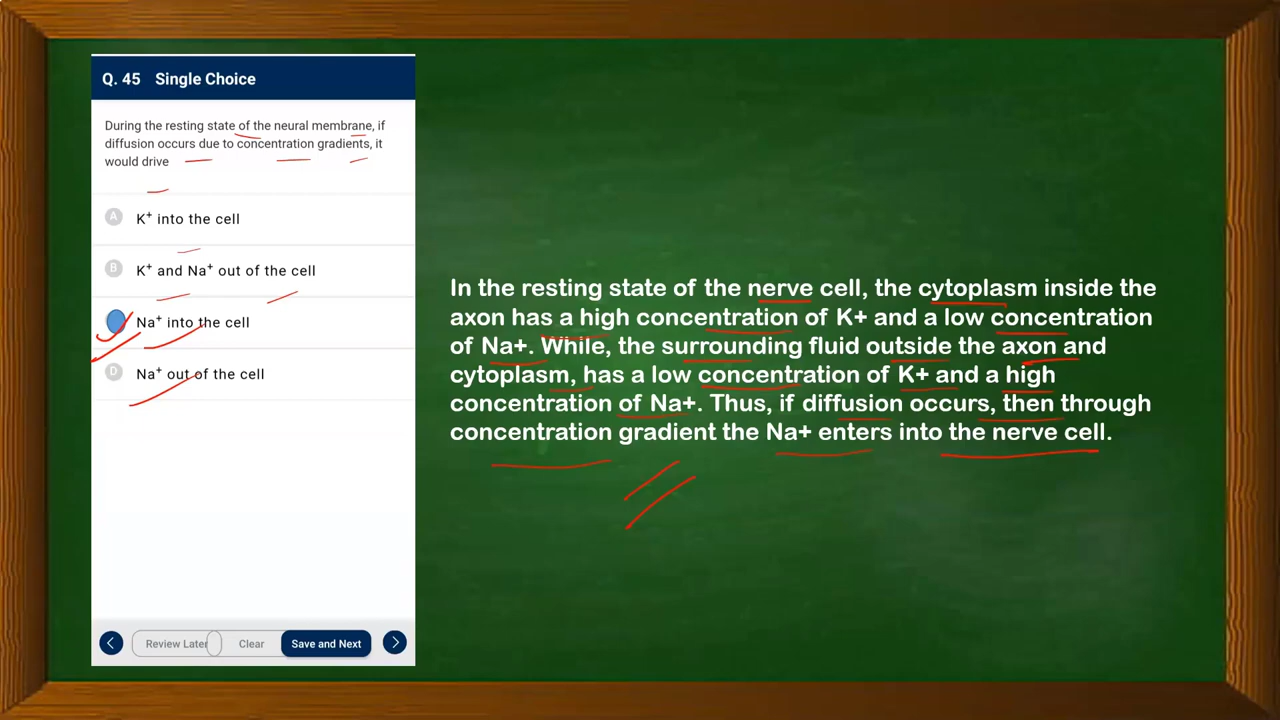 Q. 45 Single Choice
During the resting state of the neural membrane, if
diffusion occurs due to concentration gradients, it
would drive
A K⁺ into the cell
B K⁺ and Na⁺ out of the cell
Na⁺ into the cell
D Na⁺ out of the cell
Review Later Clear Save and Next
In the resting state of the nerve cell, the cytoplasm inside the
axon has a high concentration of K+ and a low concentration
of Na+. While, the surrounding fluid outside the axon and
cytoplasm, has a low concentration of K+ and a high
concentration of Na+. Thus, if diffusion occurs, then through
concentration gradient the Na+ enters into the nerve cell.